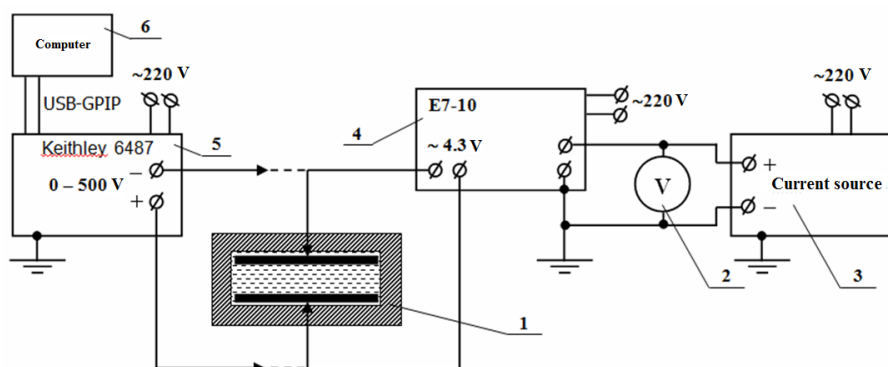 6
Computer
~220 V
USB-GPIP
Keithley 6487
5
−
0 – 500 V
+
4
E7-10
~ 4.3 V
~220 V
V
~220 V
+
Current source
−
1
2
3